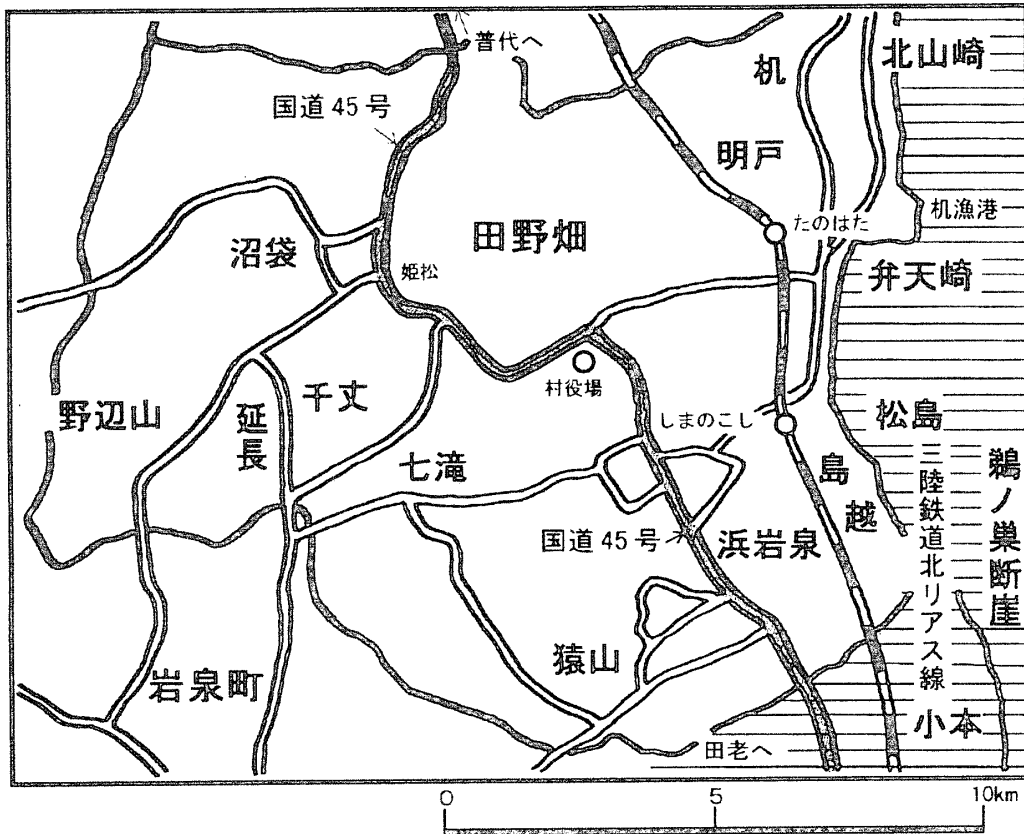 普代へ
北山崎
机
国道45号
明戸
机漁港
たのはた
田野畑
沼袋
姫松
弁天崎
村役場
千丈
野辺山
延長
しまのこし
松島
七滝
島越
三陸鉄道北リアス線
鵜ノ巣断崖
国道45号
浜岩泉
猿山
岩泉町
小本
田老へ
0 5 10km